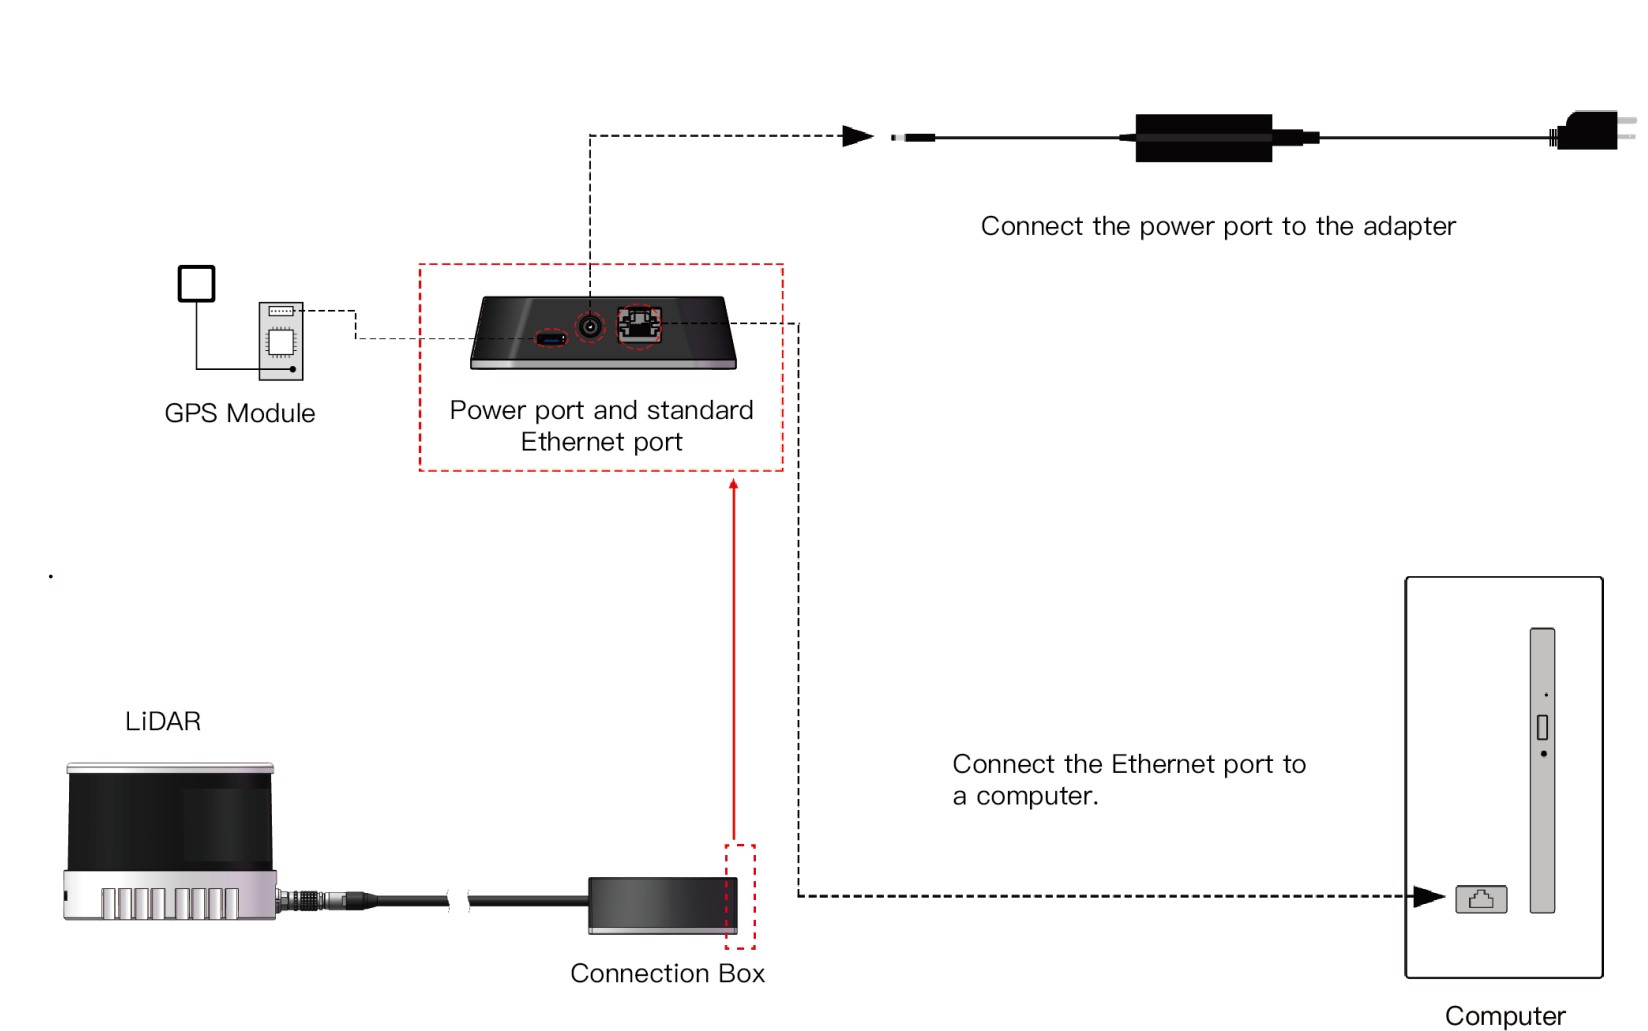 Connect the power port to the adapter
GPS Module
Power port and standard
Ethernet port
LiDAR
Connect the Ethernet port to
a computer.
Connection Box
Computer